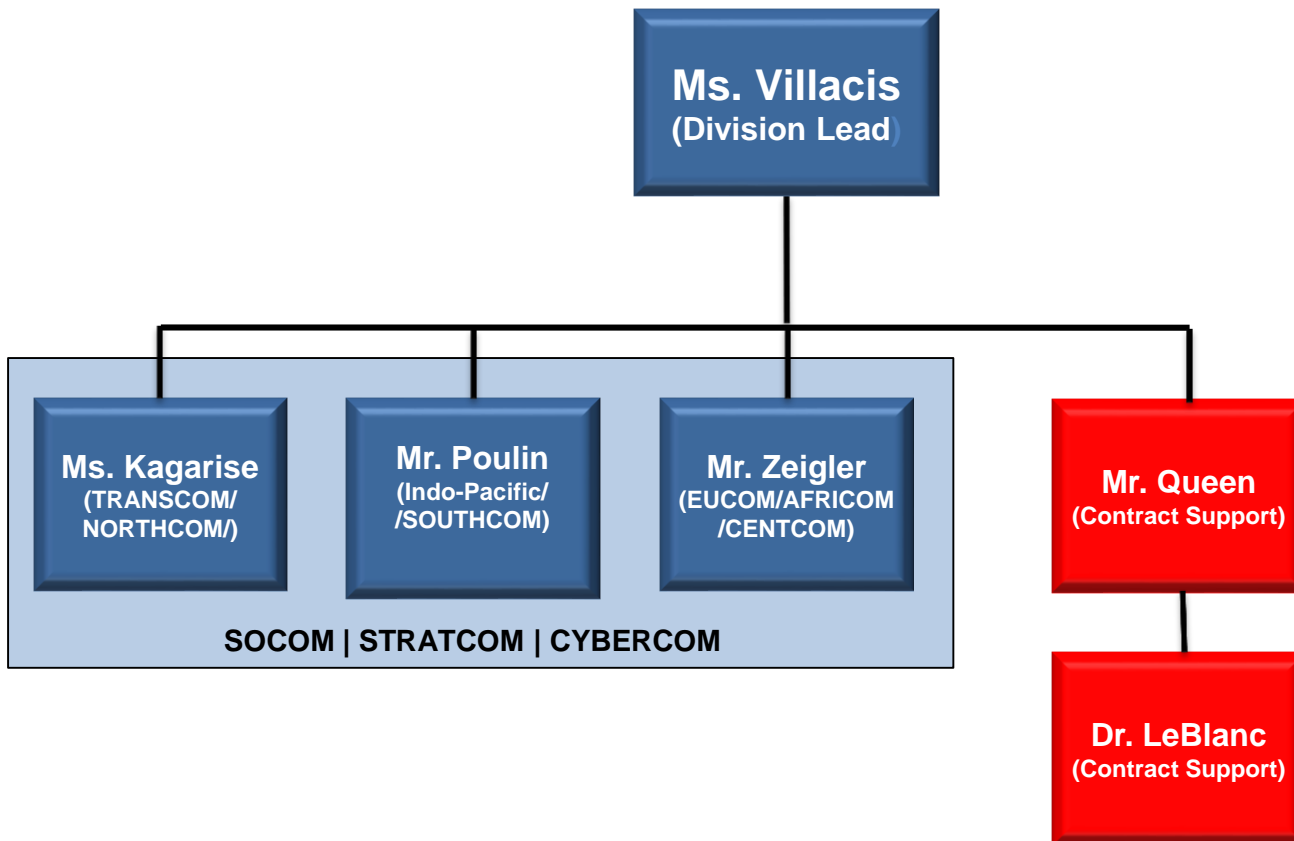 Ms. Villacis
(Division Lead)
Ms. Kagarise
(TRANSCOM/
NORTHCOM/)
Mr. Poulin
(Indo-Pacific/
/SOUTHCOM)
Mr. Zeigler
(EUCOM/AFRICOM
/CENTCOM)
Mr. Queen
(Contract Support)
SOCOM | STRATCOM | CYBERCOM
Dr. LeBlanc
(Contract Support)